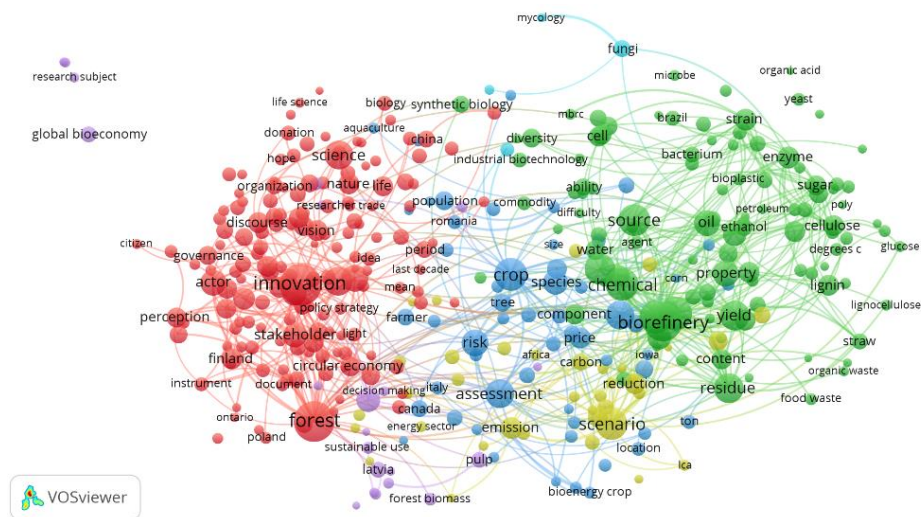 mycology
fungi
research subject
microbe
organic acid
life science
biology
synthetic biology
yeast
global bioeconomy
donation
aquaculture
china
diversity
mbrc
cell
brazil
strain
hope
science
industrial biotechnology
bacterium
enzyme
organization
nature
life
ability
bioplastic
sugar
researcher
trade
population
commodity
discourse
vision
romania
difficulty
source
oil
petroleum
poly
ethanol
cellulose
citizen
governance
idea
period
size
agent
water
degrees c
glucose
actor
innovation
last decade
mean
crop
species
chemical
corn
property
lignin
policy strategy
tree
lignocellulose
perception
stakeholder
light
farmer
component
biorefinery
yield
risk
price
straw
finland
circular economy
africa
carbon
iowa
content
organic waste
instrument
document
decision making
italy
assessment
reduction
residue
food waste
ontario
forest
canada
energy sector
emission
scenario
ton
poland
sustainable use
location
latvia
pulp
lca
forest biomass
bioenergy crop
VOSviewer